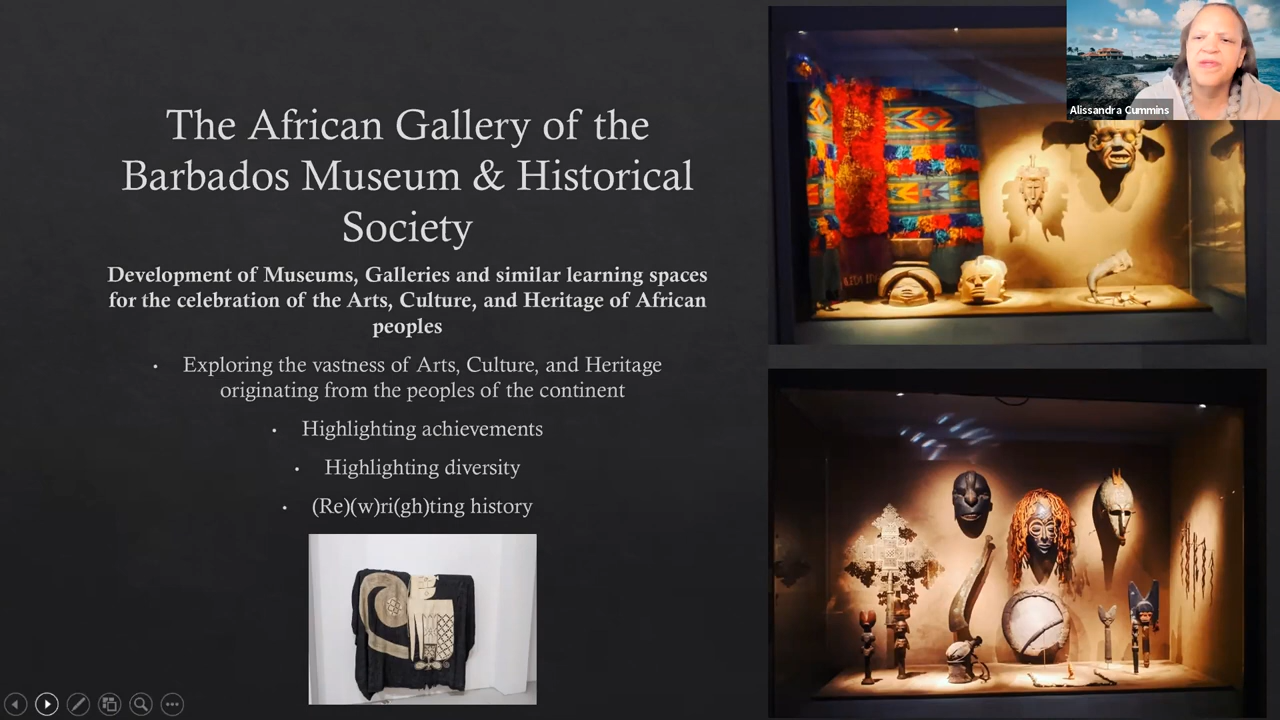 The African Gallery of the
Barbados Museum & Historical
Society
Development of Museums, Galleries and similar learning spaces
for the celebration of the Arts, Culture, and Heritage of African
peoples
• Exploring the vastness of Arts, Culture, and Heritage
originating from the peoples of the continent
• Highlighting achievements
• Highlighting diversity
• (Re)(w)ri(gh)ting history
Alissandra Cummins